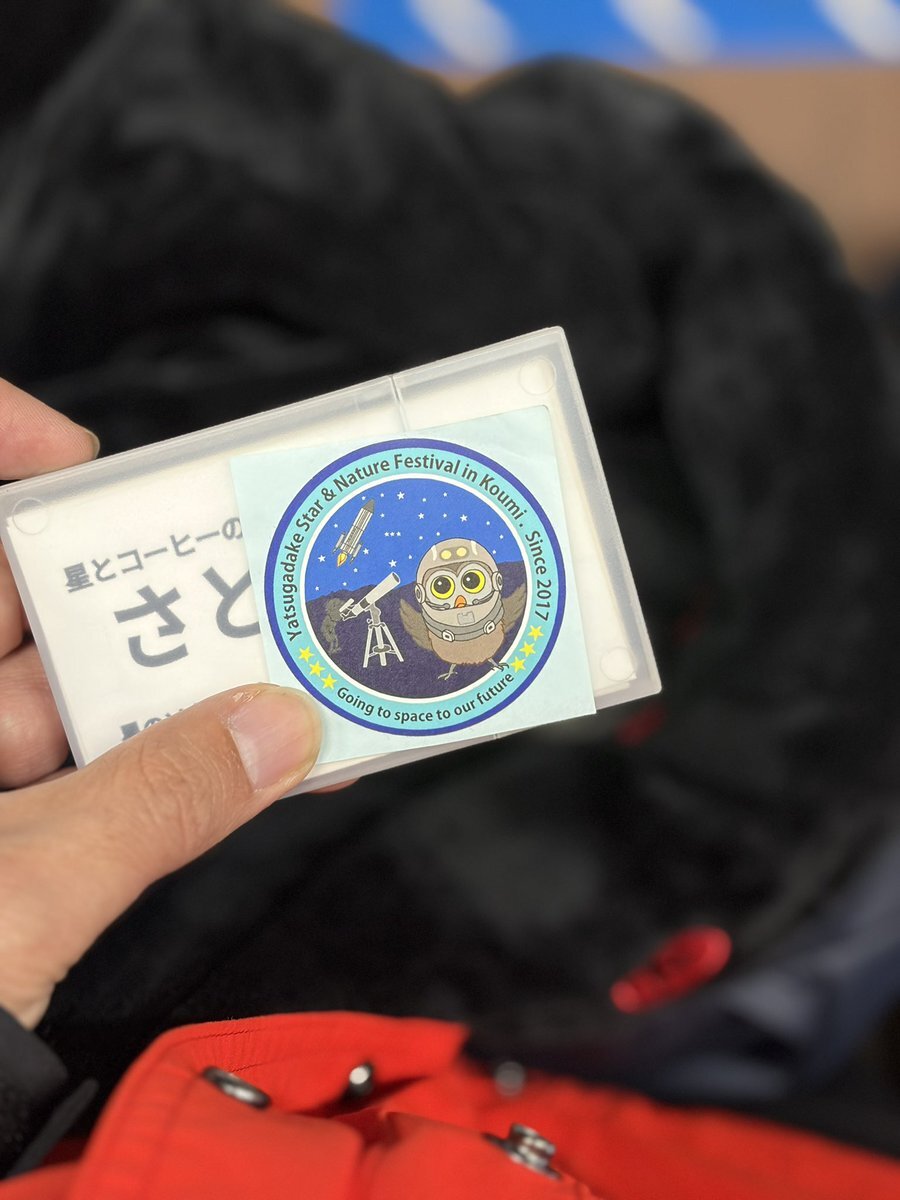 Yatsugadake Star & Nature Festival in Koumi · Since 2017
Going to space to our future
星とコーヒーの
さと